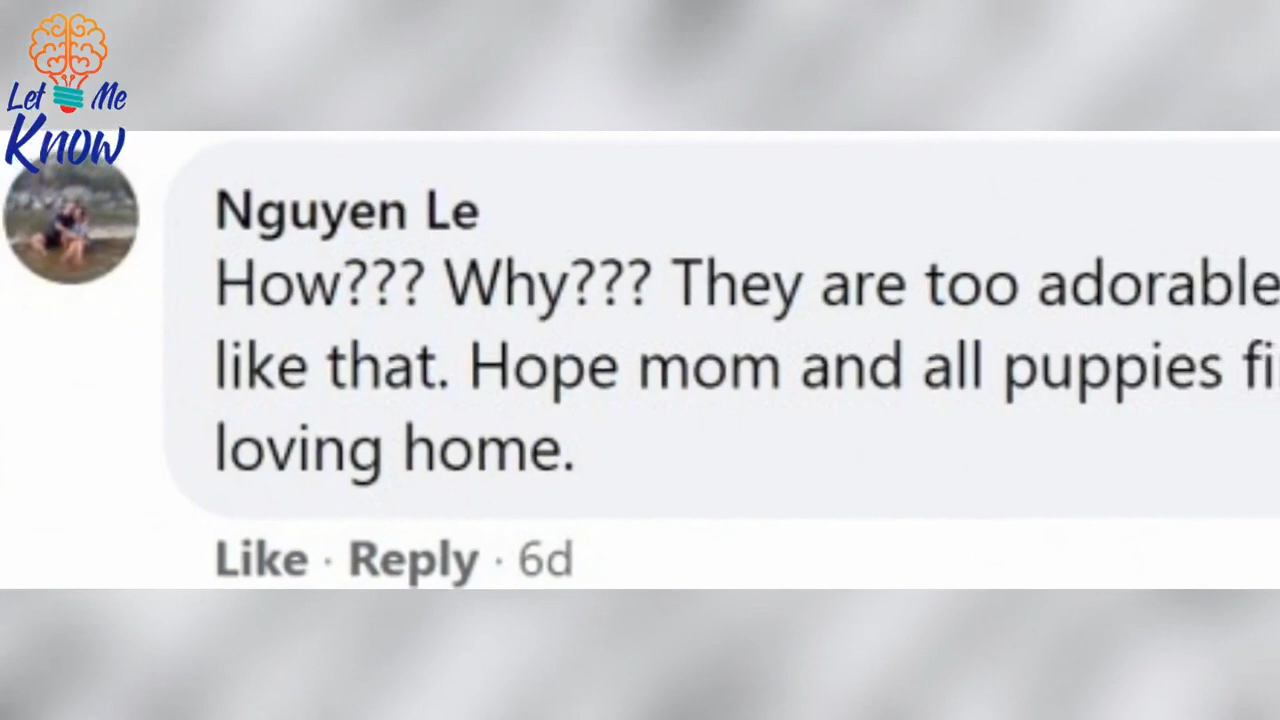 Let Me
Know
Nguyen Le
How??? Why??? They are too adorable
like that. Hope mom and all puppies
loving home.
Like · Reply · 6d